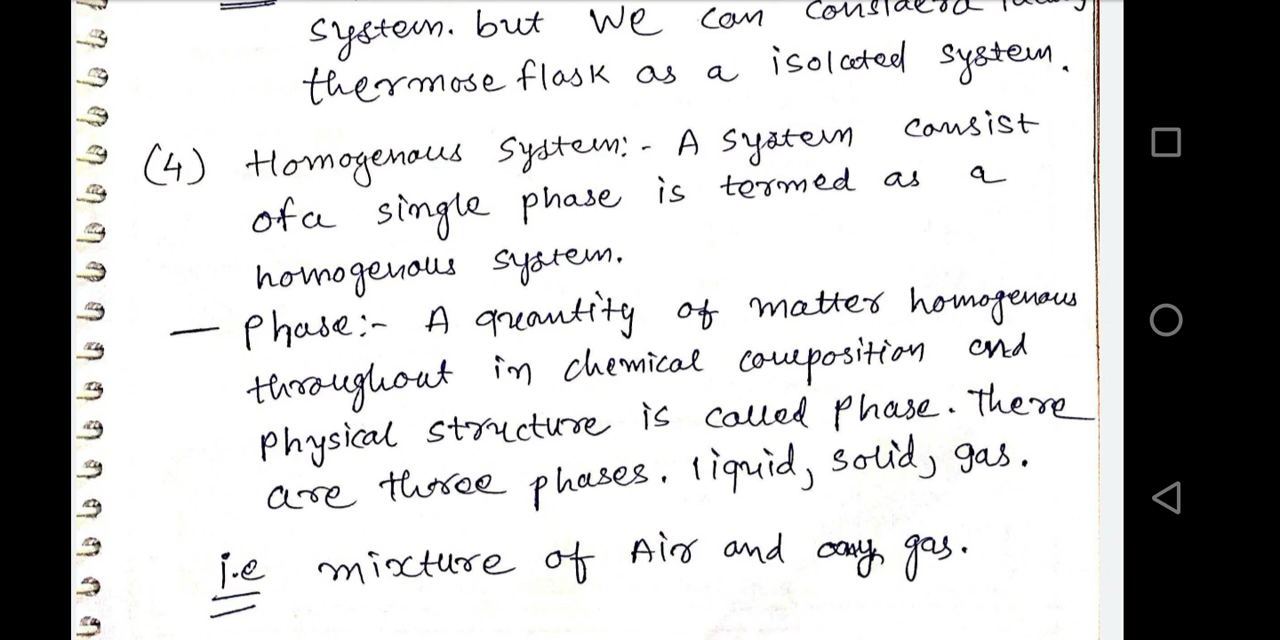 system. but we can
thermose flask as a isolated system.
(4) Homogenous System:- A system consist
of a single phase is termed as a
homogenous system.
— Phase:- A quantity of matter homogenous
throughout in chemical composition and
physical structure is called phase. There
are three phases. liquid, solid, gas.
i.e mixture of Air and any gas.